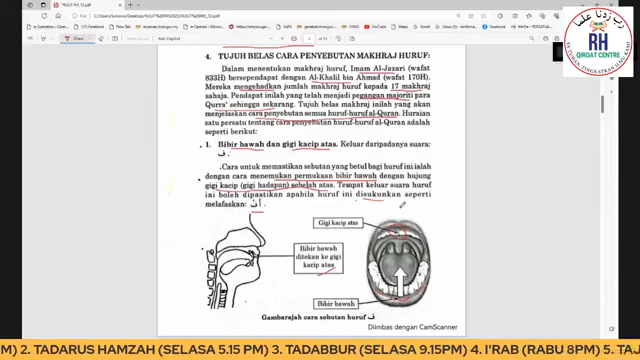 4. TUJUH BELAS CARA PENYEBUTAN MAKHRAJ HURUF:
Dalam menentukan makhraj huruf, Imam Al-Jazari (wafat
833H) bersependapat dengan Al-Khalil bin Ahmad (wafat 170H).
Mereka mengehadkan jumlah makhraj huruf kepada 17 makhraj
sahaja. Pendapat inilah yang telah menjadi pegangan majoriti para
Qurra' sehingga sekarang. Tujuh belas makhraj inilah yang akan
menjelaskan cara penyebutan semua huruf-huruf al-Quran. Huraian
satu persatu tentang cara penyebutan huruf-huruf al-Quran adalah
seperti berikut:
1. Bibir bawah dan gigi kacip atas. Keluar daripadanya suara:
ف.
Cara untuk memastikan sebutan yang betul bagi huruf ini ialah
dengan cara menemukan permukaan bibir bawah dengan hujung
gigi kacip (gigi hadapan) sebelah atas. Tempat keluar suara huruf
ini boleh dipastikan apabila huruf ini disukunkan seperti
melafazkan:
Gigi kacip atas
Bibir bawah
ditekan ke gigi
kacip atas
Bibir bawah
Gambarajah cara sebutan huruf ف
Diimbas dengan CamScanner
RH
QIROAT CENTRE
M) 2. TADARUS HAMZAH (SELASA 5.15 PM) 3. TADABBUR (SELASA 9.15PM) 4. I'RAB (RABU 8PM) 5. TAJ